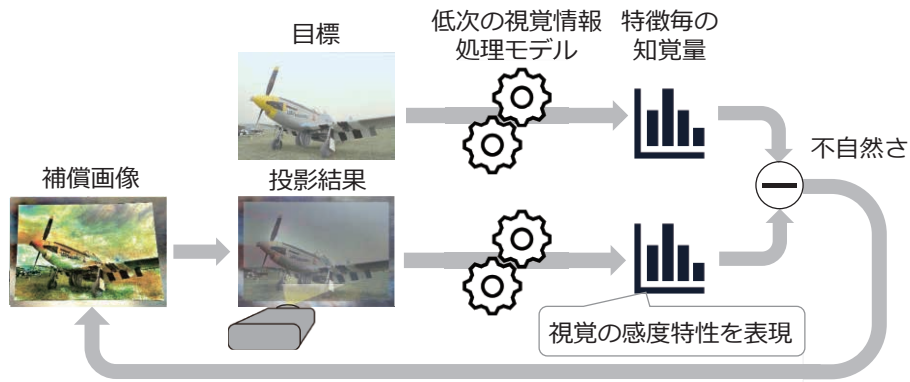 目標
低次の視覚情報
処理モデル
特徴毎の
知覚量
不自然さ
補償画像
投影結果
視覚の感度特性を表現